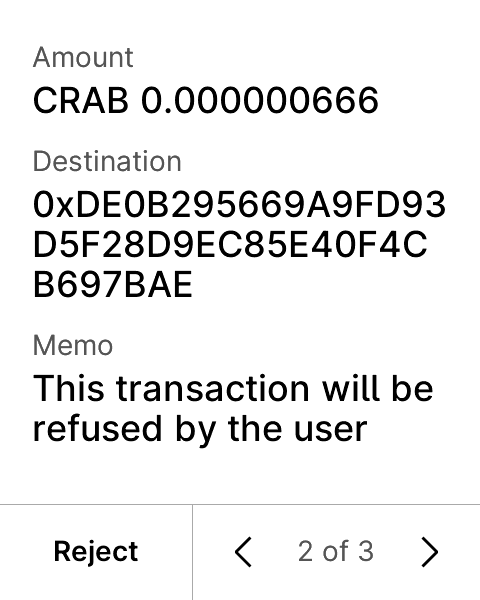 Amount
CRAB 0.000000666
Destination
0xDE0B295669A9FD93
D5F28D9EC85E40F4C
B697BAE
Memo
This transaction will be
refused by the user
Reject
2 of 3